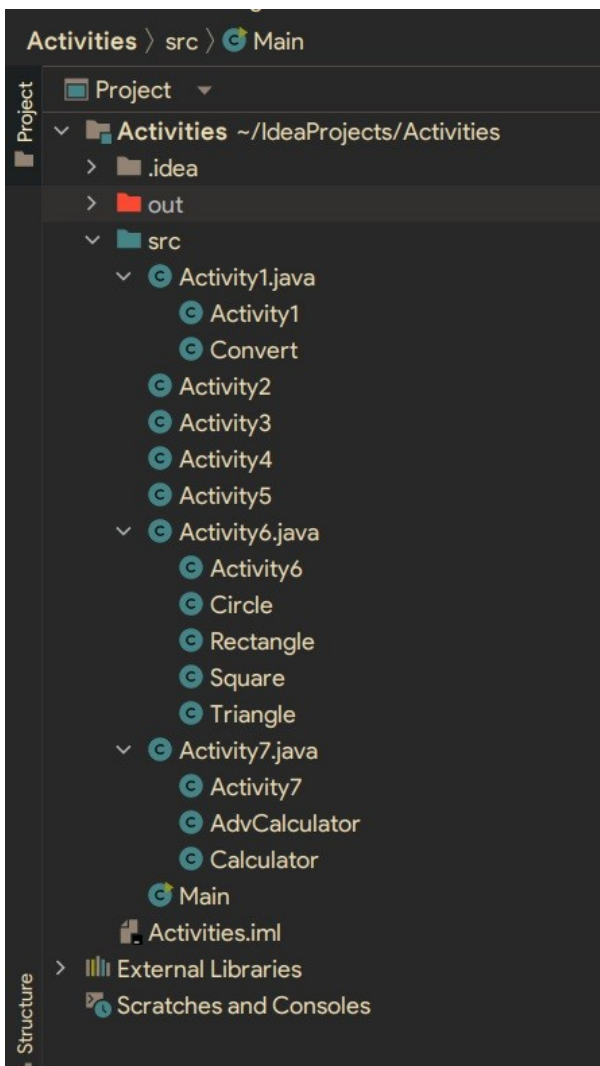 Activities > src > Main
Project
Project
Activities ~/IdeaProjects/Activities
.idea
out
src
Activity1.java
Activity1
Convert
Activity2
Activity3
Activity4
Activity5
Activity6.java
Activity6
Circle
Rectangle
Square
Triangle
Activity7.java
Activity7
AdvCalculator
Calculator
Main
Activities.iml
External Libraries
Scratches and Consoles
Structure